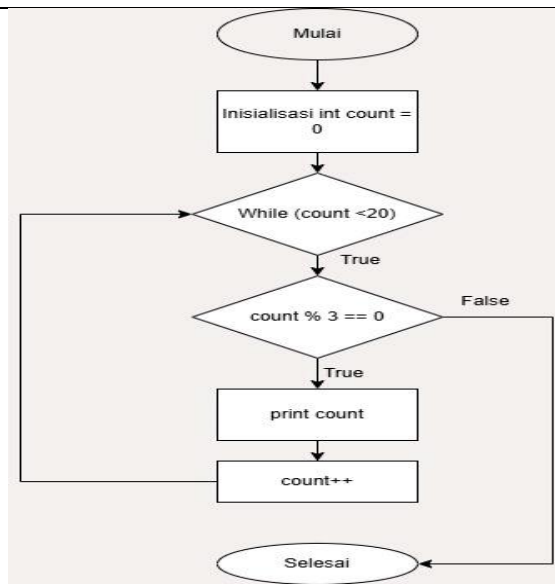 Mulai
Inisialisasi int count =
0
While (count <20)
True
False
count % 3 == 0
True
print count
count++
Selesai